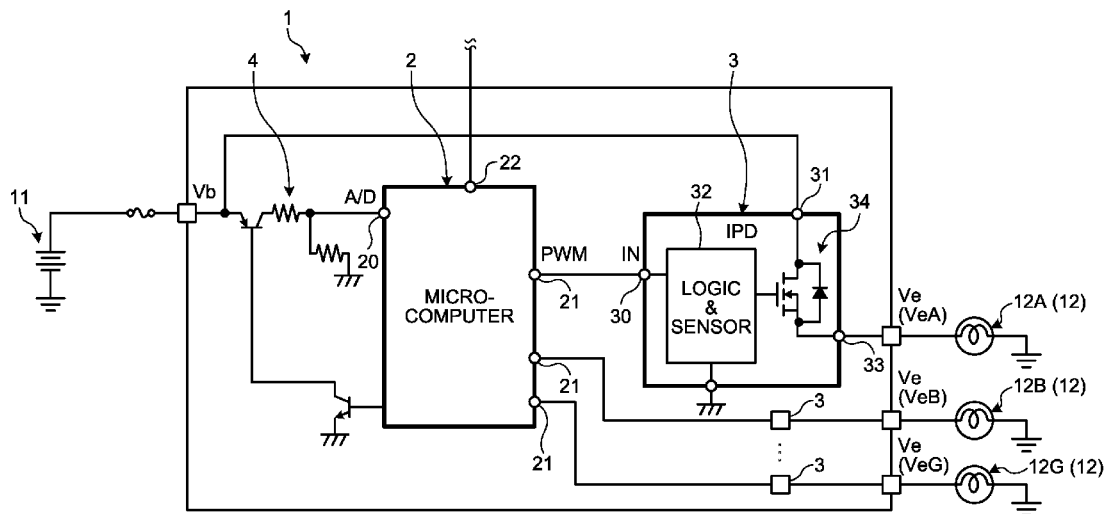 1
4
2
3
22
31
11
Vb
A/D
32
34
IPD
20
PWM
IN
21
30
MICRO-
COMPUTER
LOGIC
&
SENSOR
Ve
(VeA)
12A (12)
33
21
3
Ve
(VeB)
12B (12)
21
3
Ve
(VeG)
12G (12)